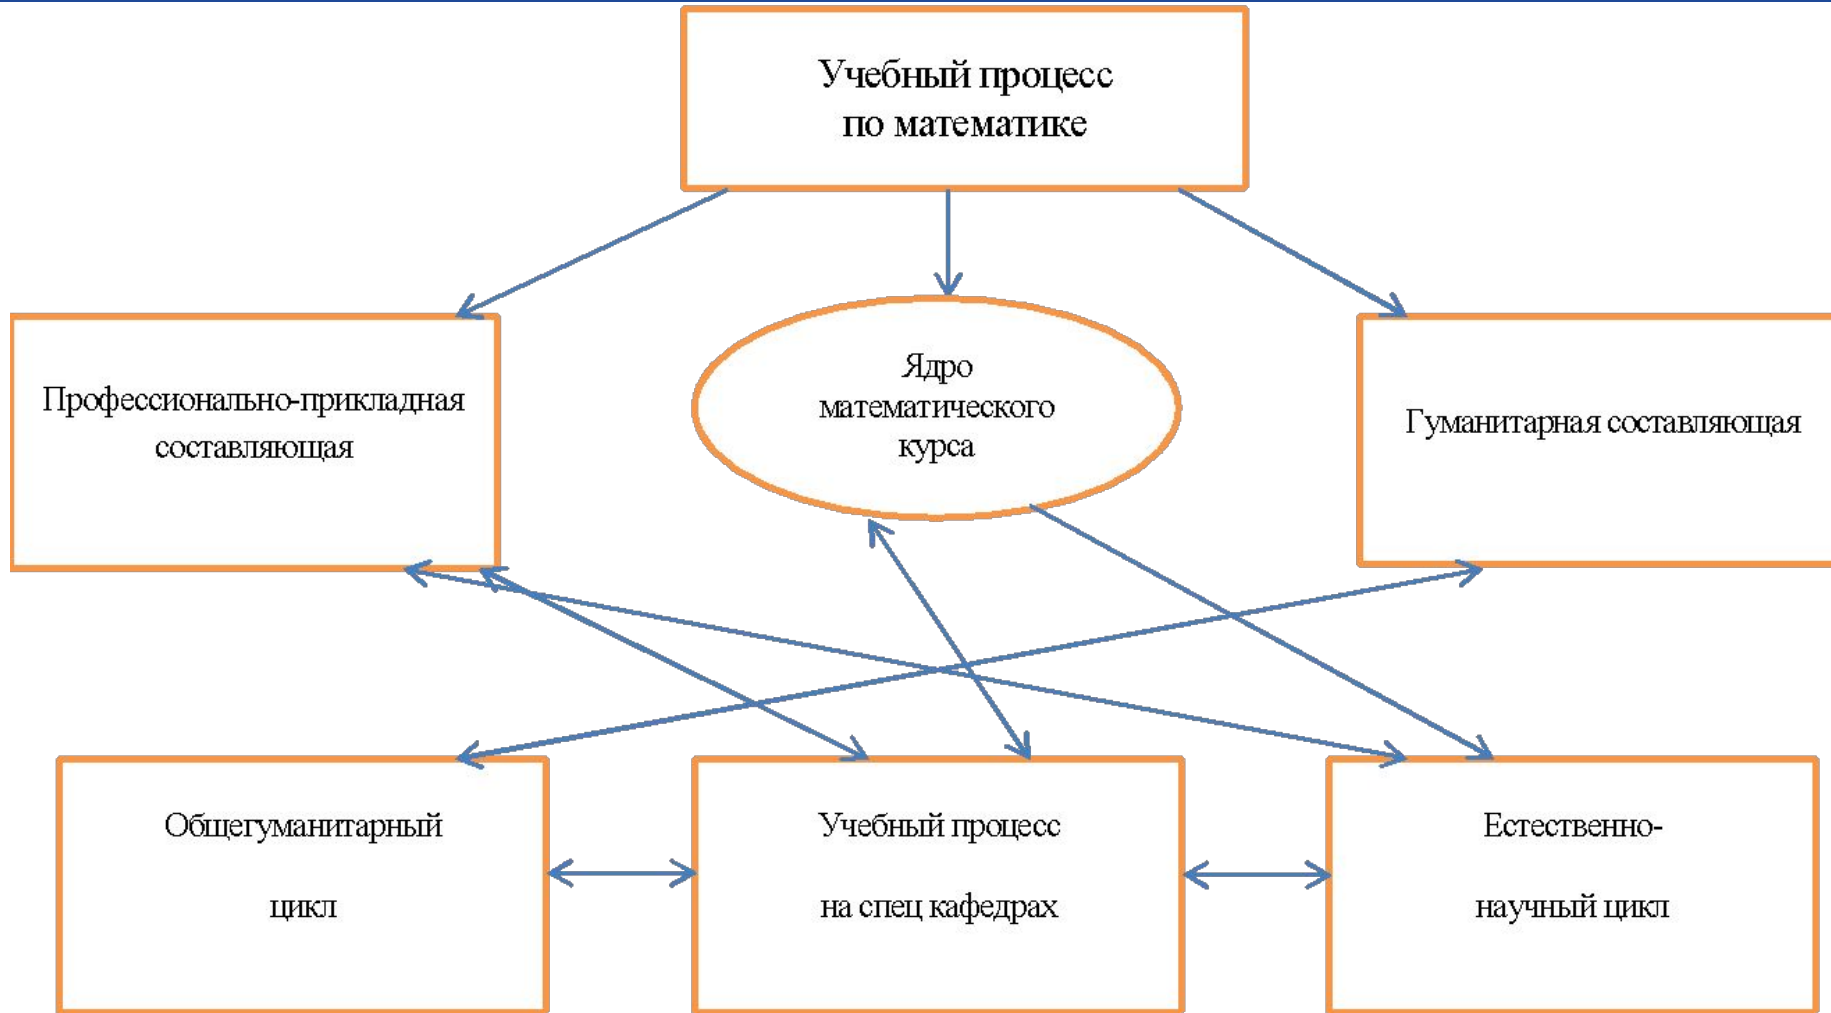 Учебный процесс
по математике
Профессионально-прикладная
составляющая
Ядро
математического
курса
Гуманитарная составляющая
Общегуманитарный
цикл
Учебный процесс
на спец кафедрах
Естественно-
научный цикл